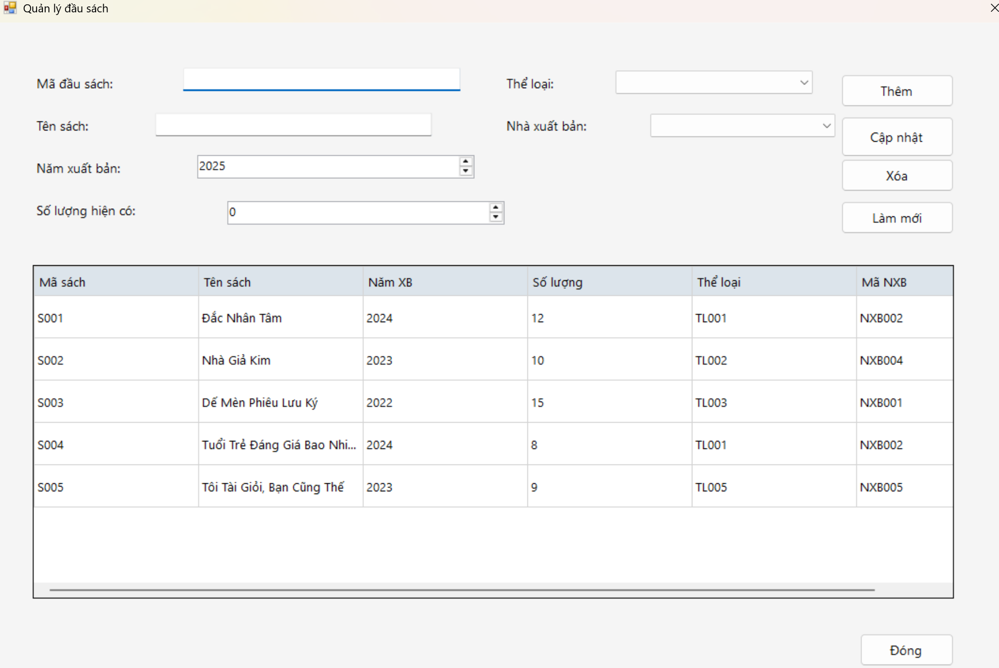 Quản lý đầu sách
Mã đầu sách:
Thể loại:
Thêm
Tên sách:
Nhà xuất bản:
Cập nhật
Năm xuất bản:
2025
Xóa
Số lượng hiện có:
0
Làm mới
Mã sách Tên sách Năm XB Số lượng Thể loại Mã NXB
S001 Đắc Nhân Tâm 2024 12 TL001 NXB002
S002 Nhà Giả Kim 2023 10 TL002 NXB004
S003 Dế Mèn Phiêu Lưu Ký 2022 15 TL003 NXB001
S004 Tuổi Trẻ Đáng Giá Bao Nhi... 2024 8 TL001 NXB002
S005 Tôi Tài Giỏi, Bạn Cũng Thế 2023 9 TL005 NXB005
Đóng